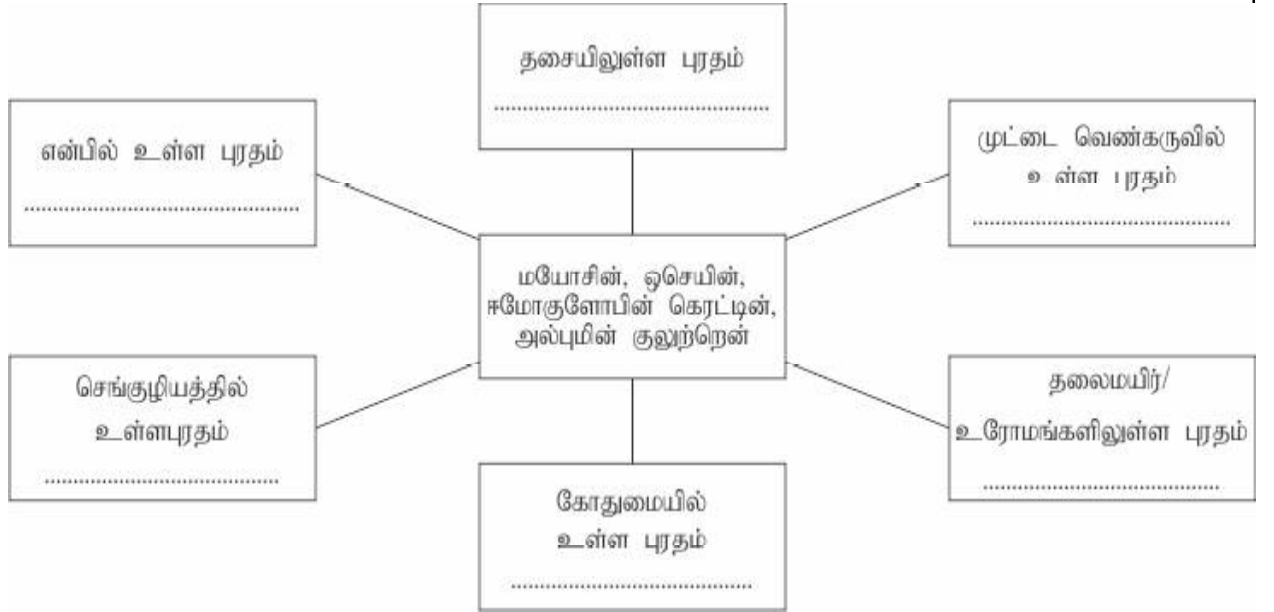 தசையிலுள்ள புரதம்
..............................................
என்பில் உள்ள புரதம்
..............................................
முட்டை வெண்கருவில்
உள்ள புரதம்
..............................................
மயோசின், ஒசெயின்,
ஈமோகுளோபின் கெரட்டின்,
அல்புமின் குலுற்றென்
செங்குழியத்தில்
உள்ளபுரதம்
..............................................
தலைமயிர்/
உரோமங்களிலுள்ள புரதம்
..............................................
கோதுமையில்
உள்ள புரதம்
..............................................